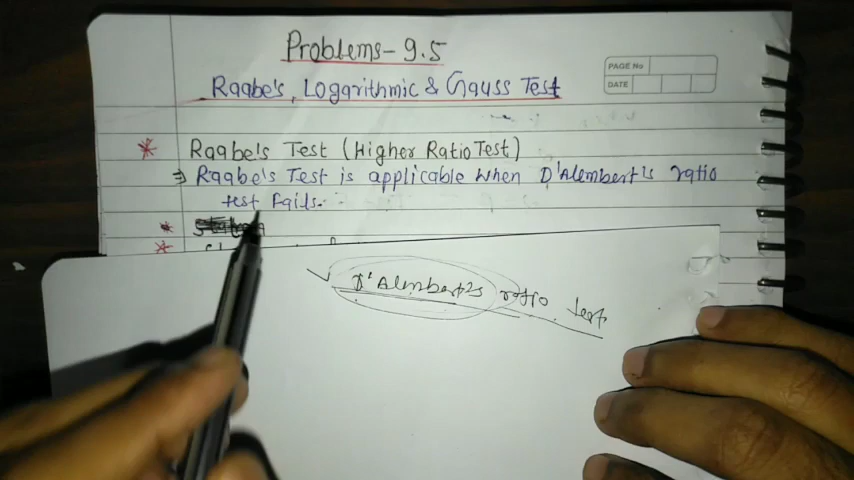 Problems-9.5
Raabe's, Logarithmic & Gauss Test
PAGE No
DATE
* Raabe's Test (Higher Ratio Test)
⇒ Raabe's Test is applicable when D'Alembert's ratio
test fails.
*
*
✓ D'Alembert's ratio test